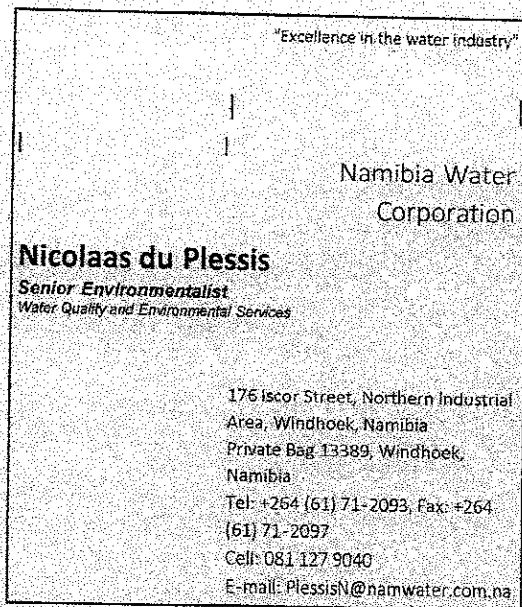 "Excellence in the water industry"
Namibia Water
Corporation
Nicolaas du Plessis
Senior Environmentalist
Water Quality and Environmental Services
176 Iscor Street, Northern Industrial
Area, Windhoek, Namibia
Private Bag 13389, Windhoek,
Namibia
Tel: +264 (61) 71-2093, Fax: +264
(61) 71-2097
Cell: 081 127 9040
E-mail: PlessisN@namwater.com.na